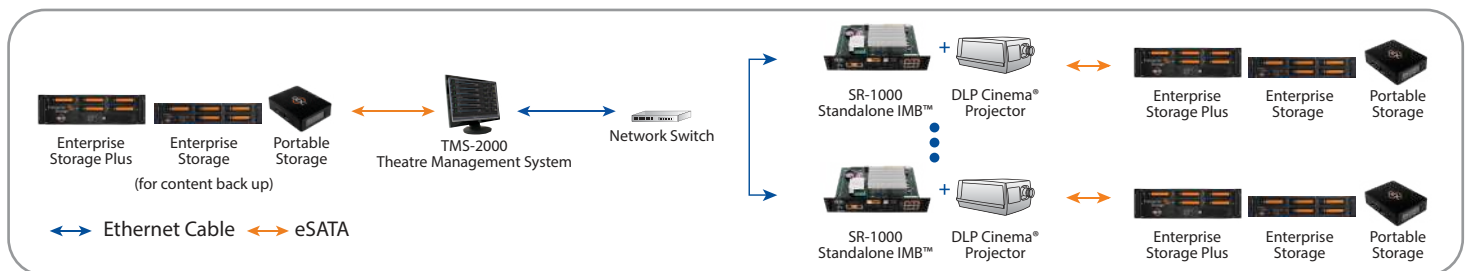 Enterprise
Storage Plus
Enterprise
Storage
Portable
Storage
(for content back up)
TMS-2000
Theatre Management System
Network Switch
SR-1000
Standalone IMB™
+
DLP Cinema®
Projector
Enterprise
Storage Plus
Enterprise
Storage
Portable
Storage
SR-1000
Standalone IMB™
+
DLP Cinema®
Projector
Enterprise
Storage Plus
Enterprise
Storage
Portable
Storage
Ethernet Cable
eSATA